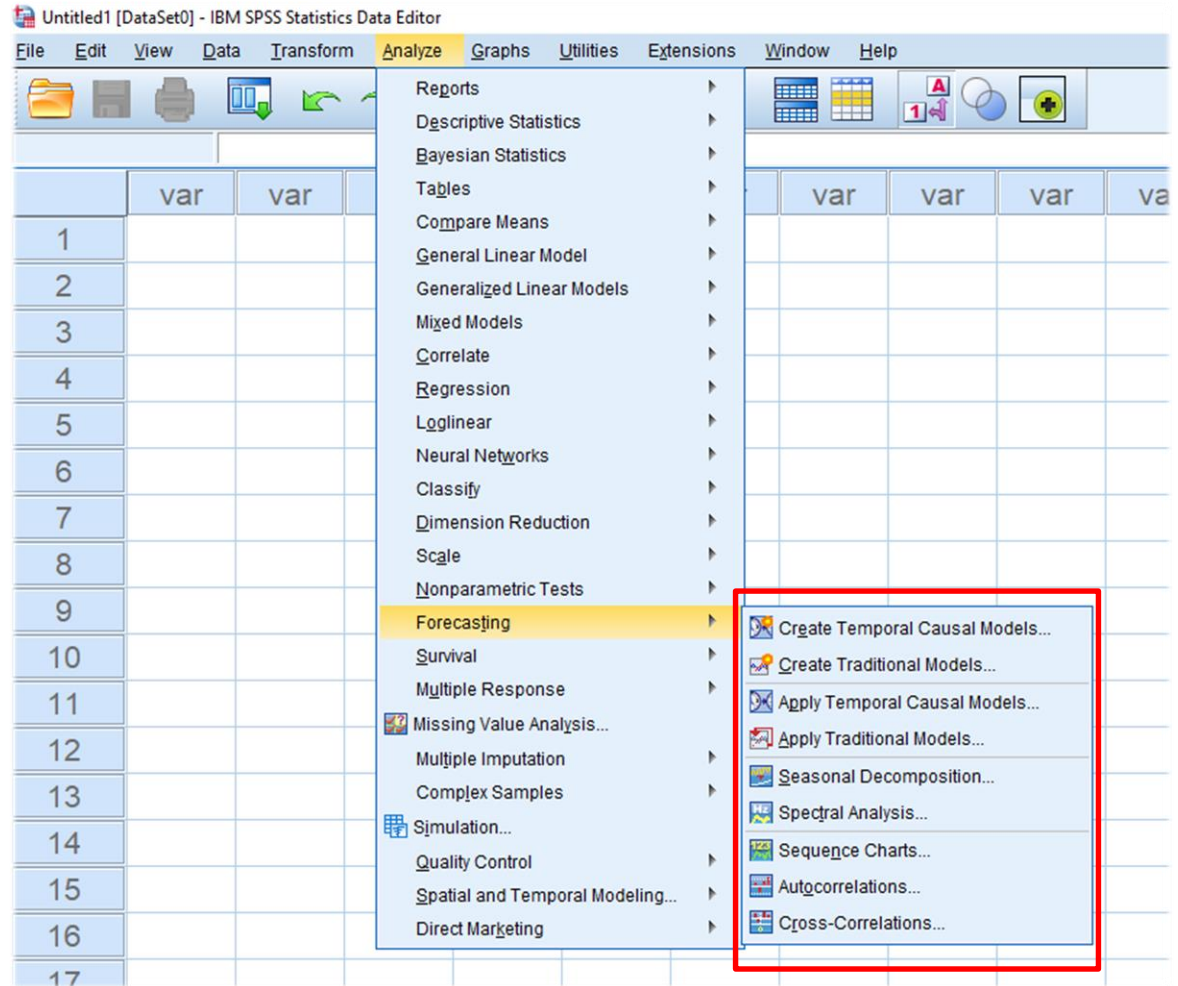 Untitled1 [DataSet0] - IBM SPSS Statistics Data Editor
File Edit View Data Transform Analyze Graphs Utilities Extensions Window Help
A
1
var var var var var va
1
2
3
4
5
6
7
8
9
10
11
12
13
14
15
16
17
Reports
Descriptive Statistics
Bayesian Statistics
Tables
Compare Means
General Linear Model
Generalized Linear Models
Mixed Models
Correlate
Regression
Loglinear
Neural Networks
Classify
Dimension Reduction
Scale
Nonparametric Tests
Forecasting
Survival
Multiple Response
Missing Value Analysis...
Multiple Imputation
Complex Samples
Simulation...
Quality Control
Spatial and Temporal Modeling...
Direct Marketing
Create Temporal Causal Models...
Create Traditional Models...
Apply Temporal Causal Models...
Apply Traditional Models...
Seasonal Decomposition...
Spectral Analysis...
Sequence Charts...
Autocorrelations...
Cross-Correlations...